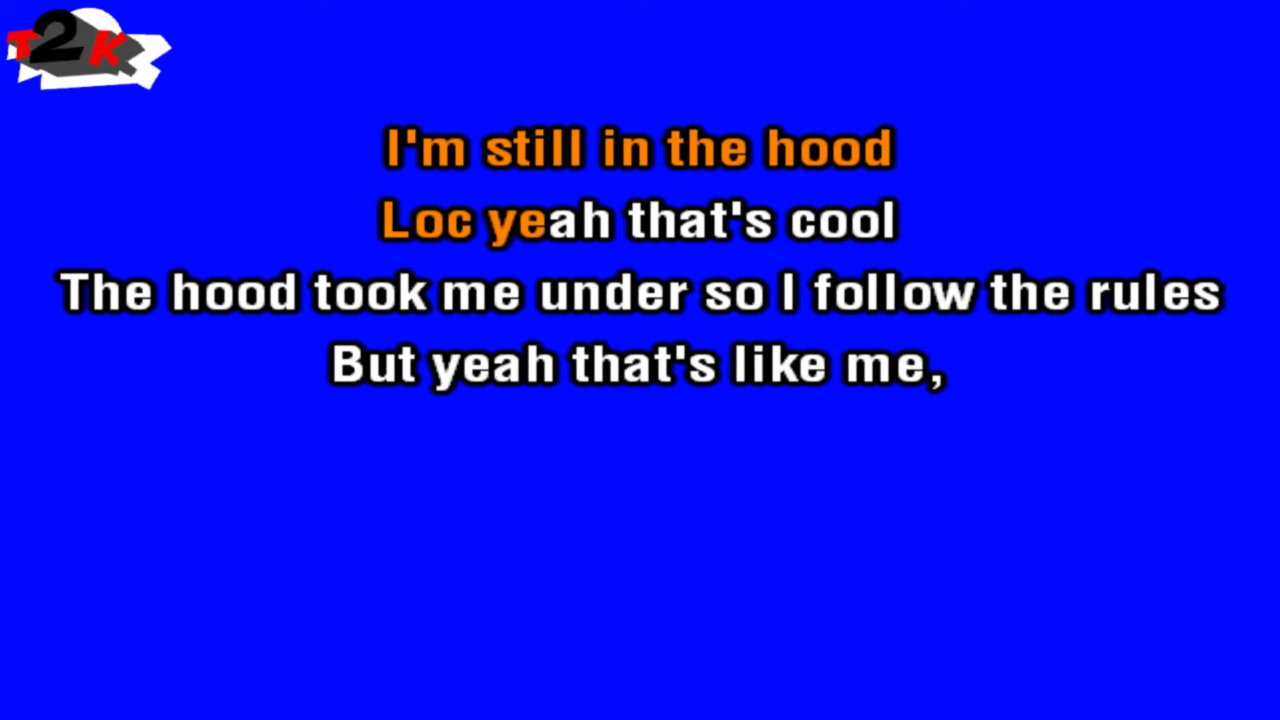 T2K
I'm still in the hood
Loc yeah that's cool
The hood took me under so I follow the rules
But yeah that's like me,